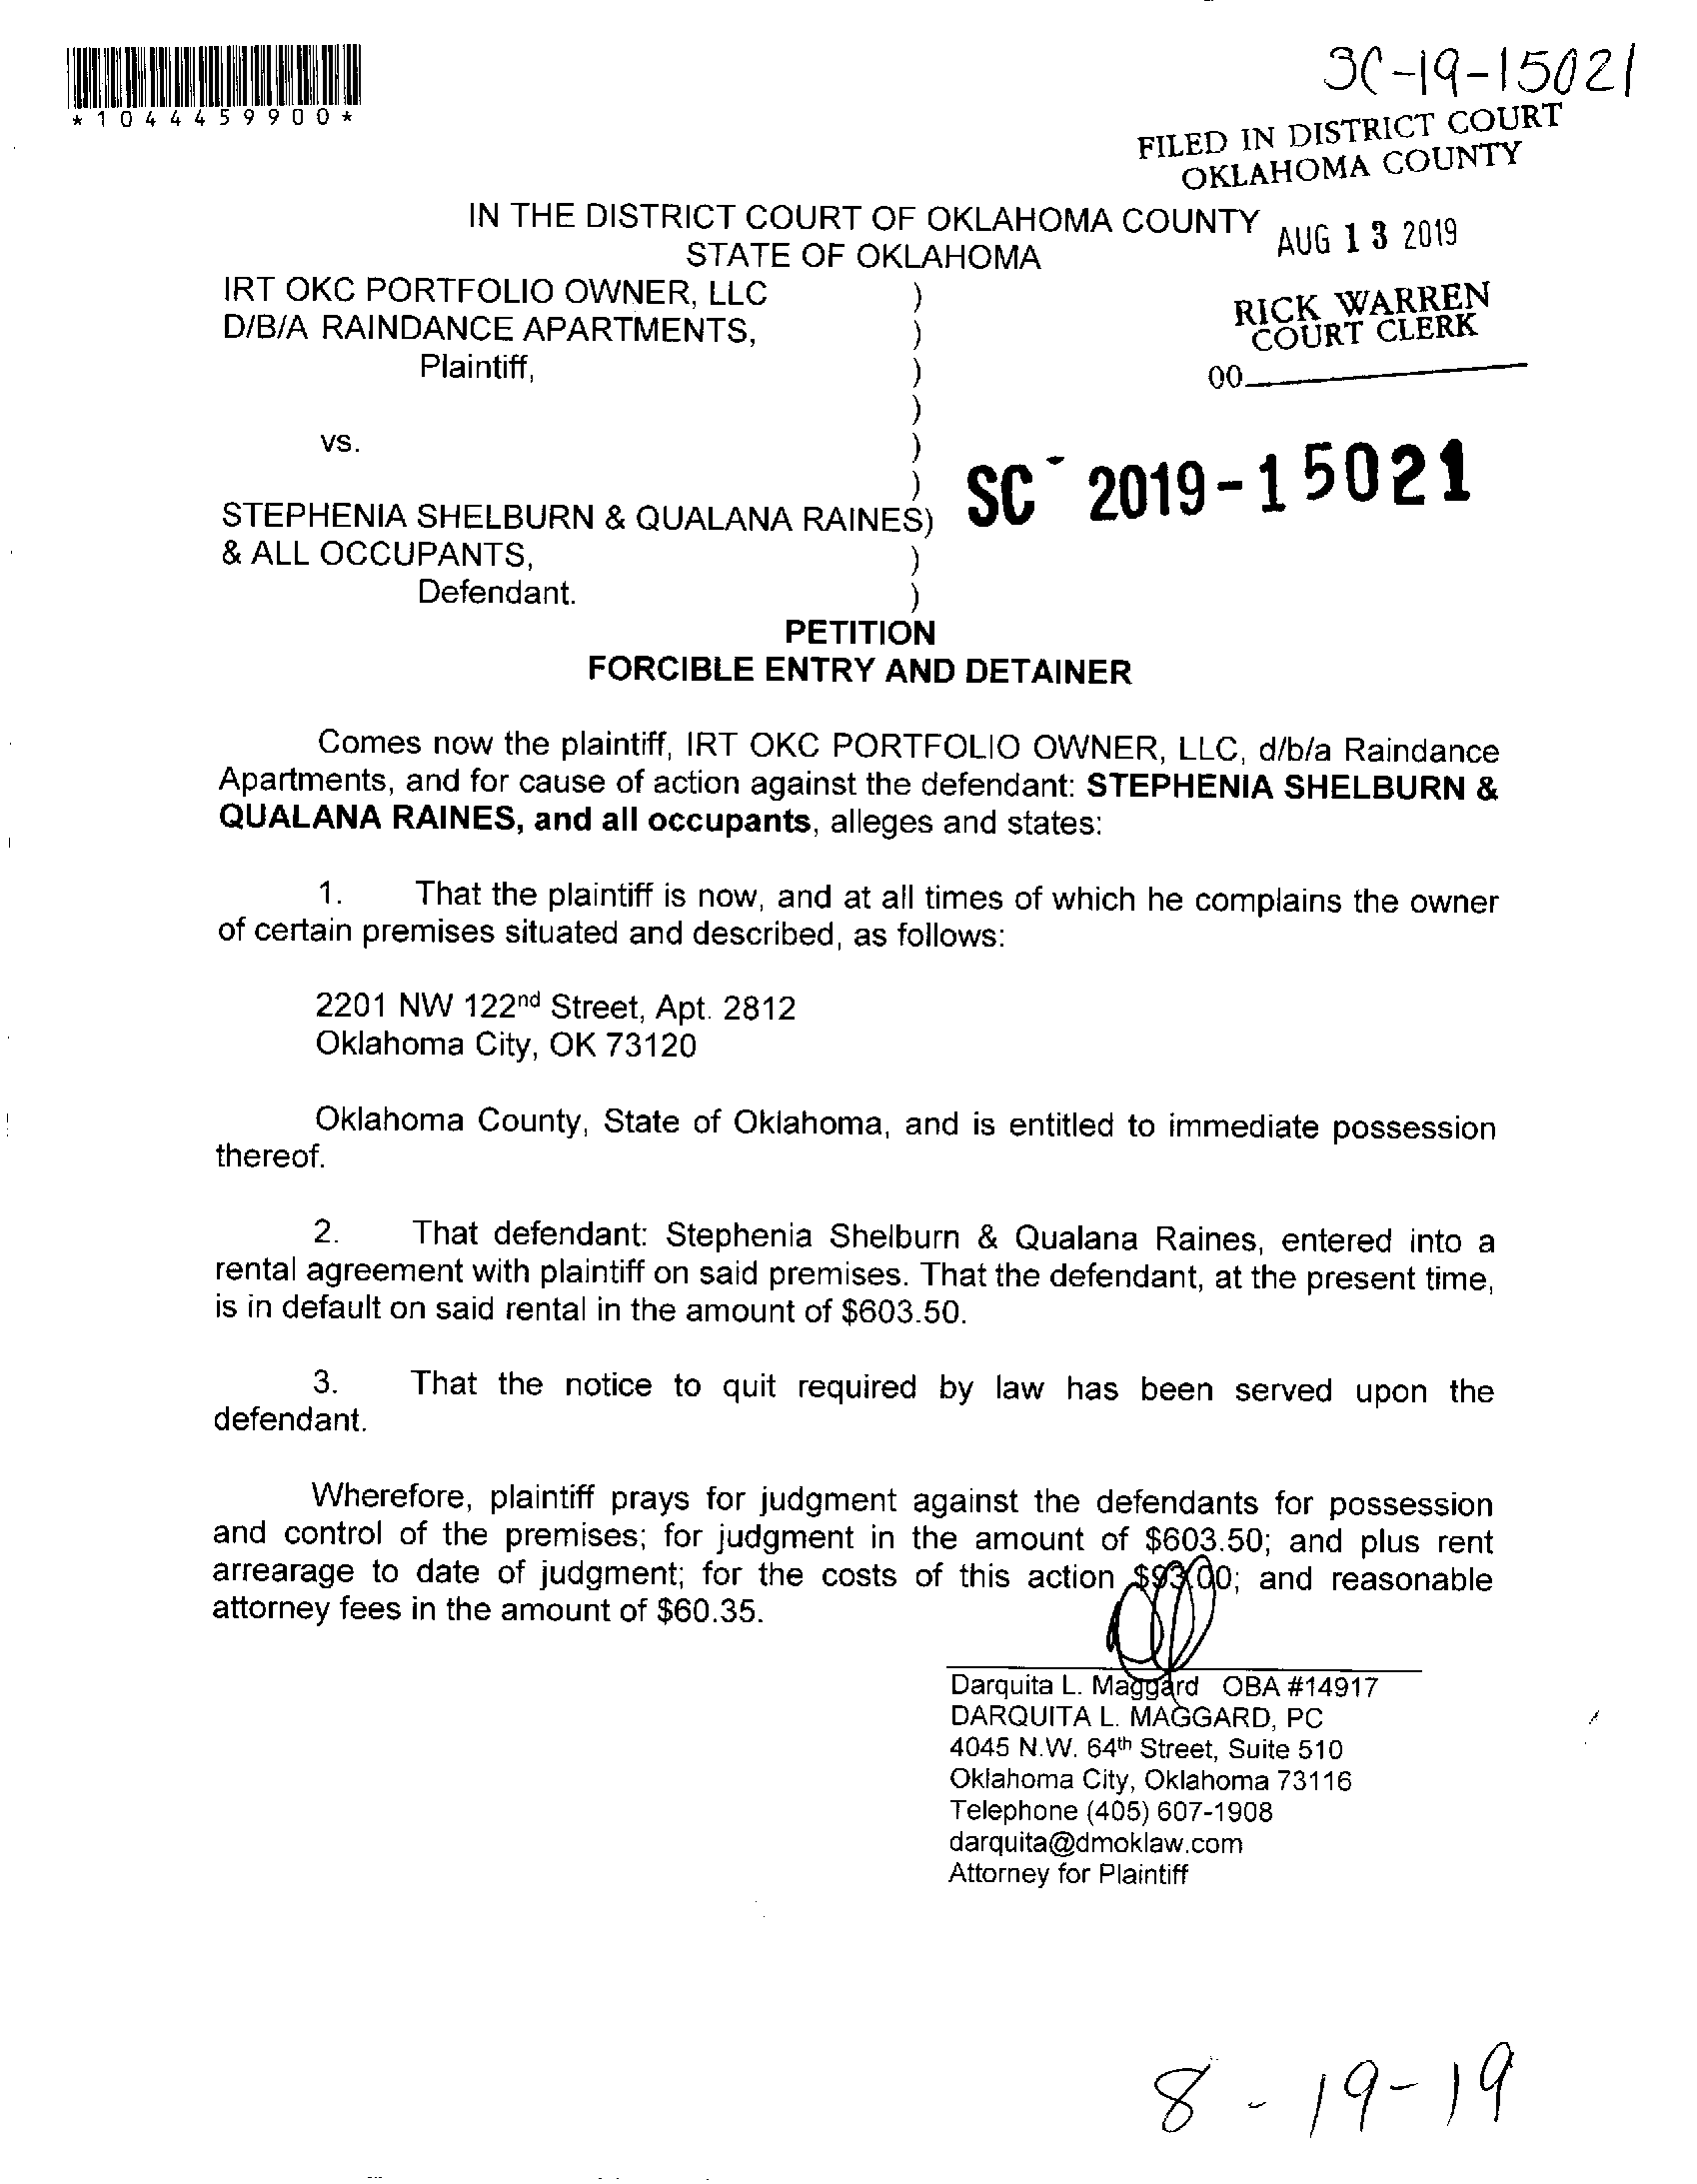 SC-19-15021
*1044459900*
FILED IN DISTRICT COURT
OKLAHOMA COUNTY
IN THE DISTRICT COURT OF OKLAHOMA COUNTY
AUG 13 2019
STATE OF OKLAHOMA
IRT OKC PORTFOLIO OWNER, LLC )
D/B/A RAINDANCE APARTMENTS, )
Plaintiff, )
RICK WARREN
COURT CLERK
00
)
vs. )
)
SC- 2019-15021
STEPHENIA SHELBURN & QUALANA RAINES)
& ALL OCCUPANTS, )
Defendant. )
PETITION
FORCIBLE ENTRY AND DETAINER
Comes now the plaintiff, IRT OKC PORTFOLIO OWNER, LLC, d/b/a Raindance
Apartments, and for cause of action against the defendant: STEPHENIA SHELBURN &
QUALANA RAINES, and all occupants, alleges and states:
1. That the plaintiff is now, and at all times of which he complains the owner
of certain premises situated and described, as follows:
2201 NW 122nd Street, Apt. 2812
Oklahoma City, OK 73120
Oklahoma County, State of Oklahoma, and is entitled to immediate possession
thereof.
2. That defendant: Stephenia Shelburn & Qualana Raines, entered into a
rental agreement with plaintiff on said premises. That the defendant, at the present time,
is in default on said rental in the amount of $603.50.
3. That the notice to quit required by law has been served upon the
defendant.
Wherefore, plaintiff prays for judgment against the defendants for possession
and control of the premises; for judgment in the amount of $603.50; and plus rent
arrearage to date of judgment; for the costs of this action $93.00; and reasonable
attorney fees in the amount of $60.35.
Darquita L. Maggard OBA #14917
DARQUITA L. MAGGARD, PC
4045 N.W. 64th Street, Suite 510
Oklahoma City, Oklahoma 73116
Telephone (405) 607-1908
darquita@dmoklaw.com
Attorney for Plaintiff
8-19-19